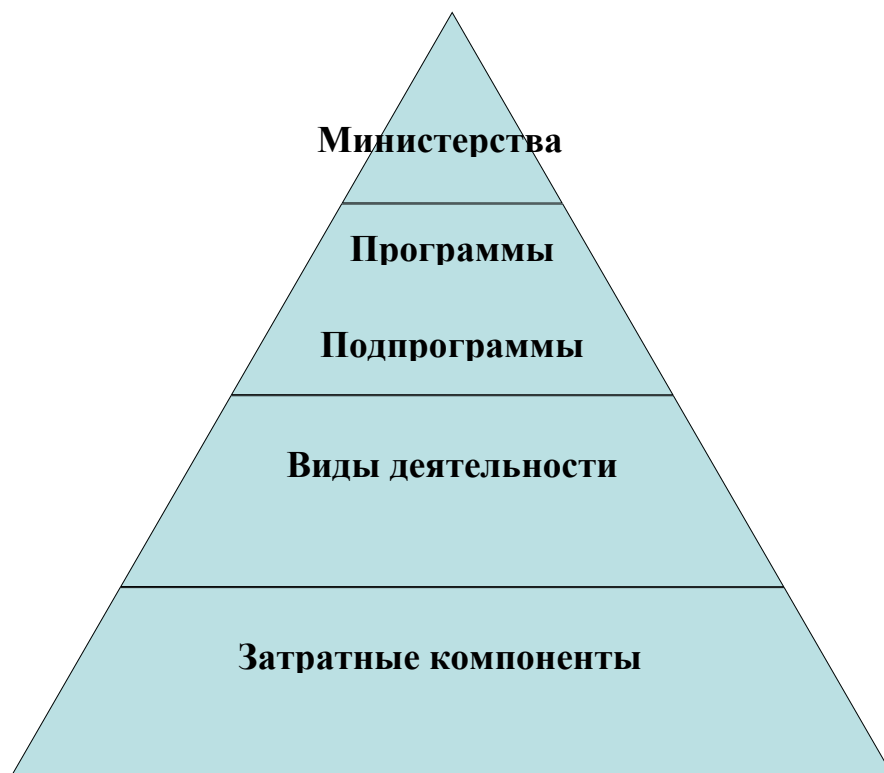 Министерства
Программы
Подпрограммы
Виды деятельности
Затратные компоненты